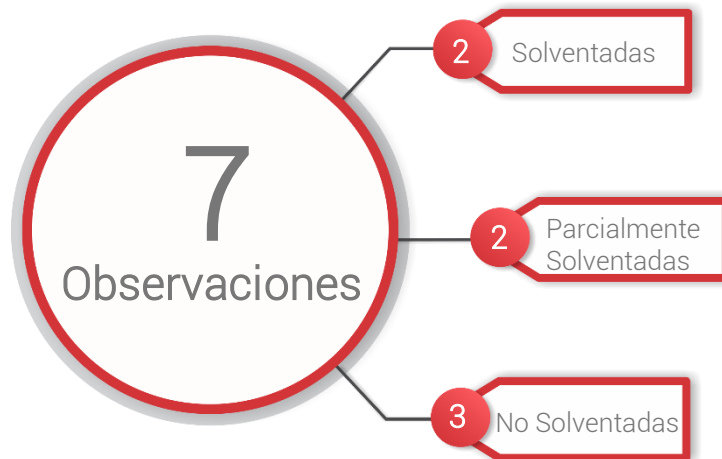 7
Observaciones
2
Solventadas
2
Parcialmente
Solventadas
3
No Solventadas